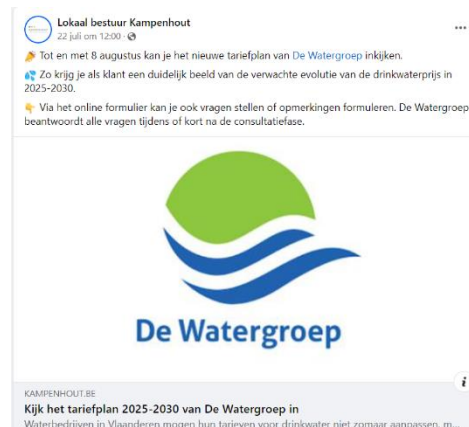 Lokaal bestuur Kampenhout
22 juli om 12:00 ·
Tot en met 8 augustus kan je het nieuwe tariefplan van De Watergroep inkijken.
Zo krijg je als klant een duidelijk beeld van de verwachte evolutie van de drinkwaterprijs in
2025-2030.
Via het online formulier kan je ook vragen stellen of opmerkingen formuleren. De Watergroep
beantwoordt alle vragen tijdens of kort na de consultatiefase.
De Watergroep
KAMPENHOUT.BE
Kijk het tariefplan 2025-2030 van De Watergroep in
Waterbedrijven in Vlaanderen mogen hun tarieven voor drinkwater niet zomaar aanpassen, m...